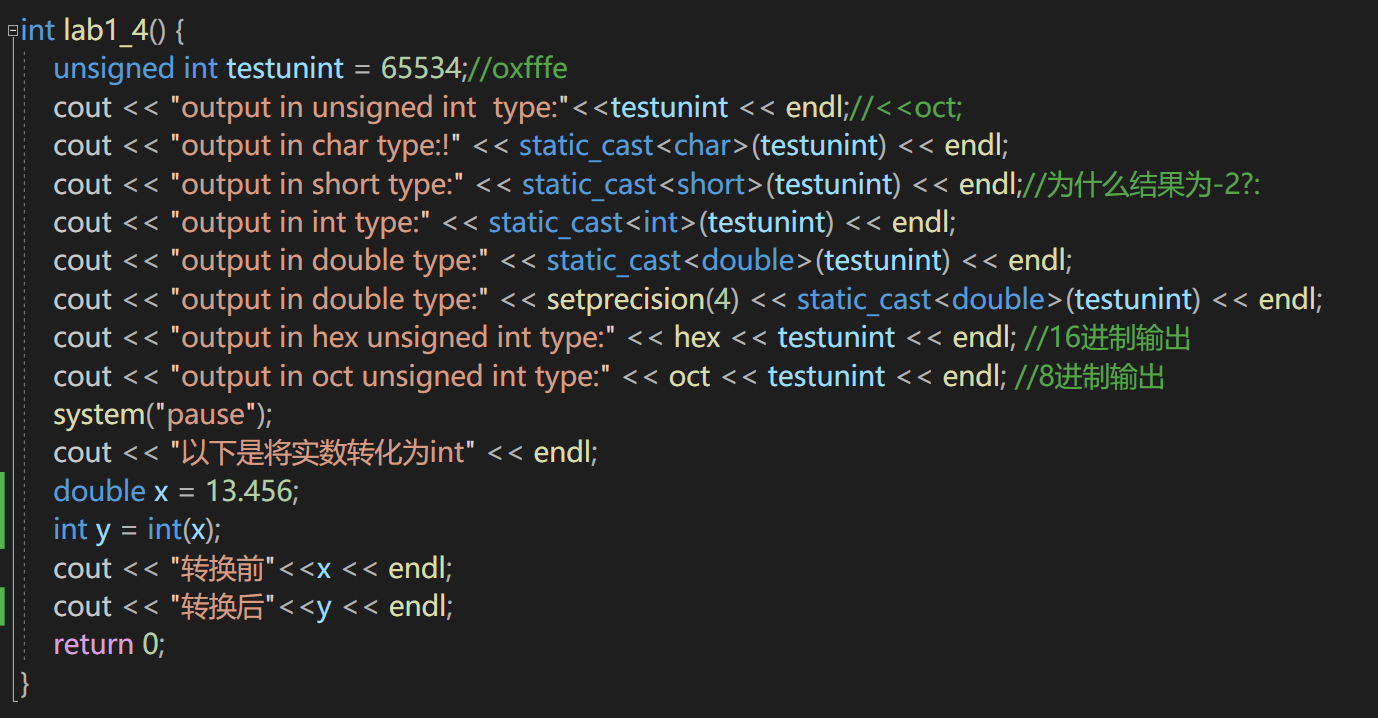 int lab1_4() {
unsigned int testunint = 65534;//oxfffe
cout << "output in unsigned int  type:"<<testunint << endl;//<<oct;
cout << "output in char type:!" << static_cast<char>(testunint) << endl;
cout << "output in short type:" << static_cast<short>(testunint) << endl;//为什么结果为-2?:
cout << "output in int type:" << static_cast<int>(testunint) << endl;
cout << "output in double type:" << static_cast<double>(testunint) << endl;
cout << "output in double type:" << setprecision(4) << static_cast<double>(testunint) << endl;
cout << "output in hex unsigned int type:" << hex << testunint << endl; //16进制输出
cout << "output in oct unsigned int type:" << oct << testunint << endl; //8进制输出
system("pause");
cout << "以下是将实数转化为int" << endl;
double x = 13.456;
int y = int(x);
cout << "转换前"<<x << endl;
cout << "转换后"<<y << endl;
return 0;
}